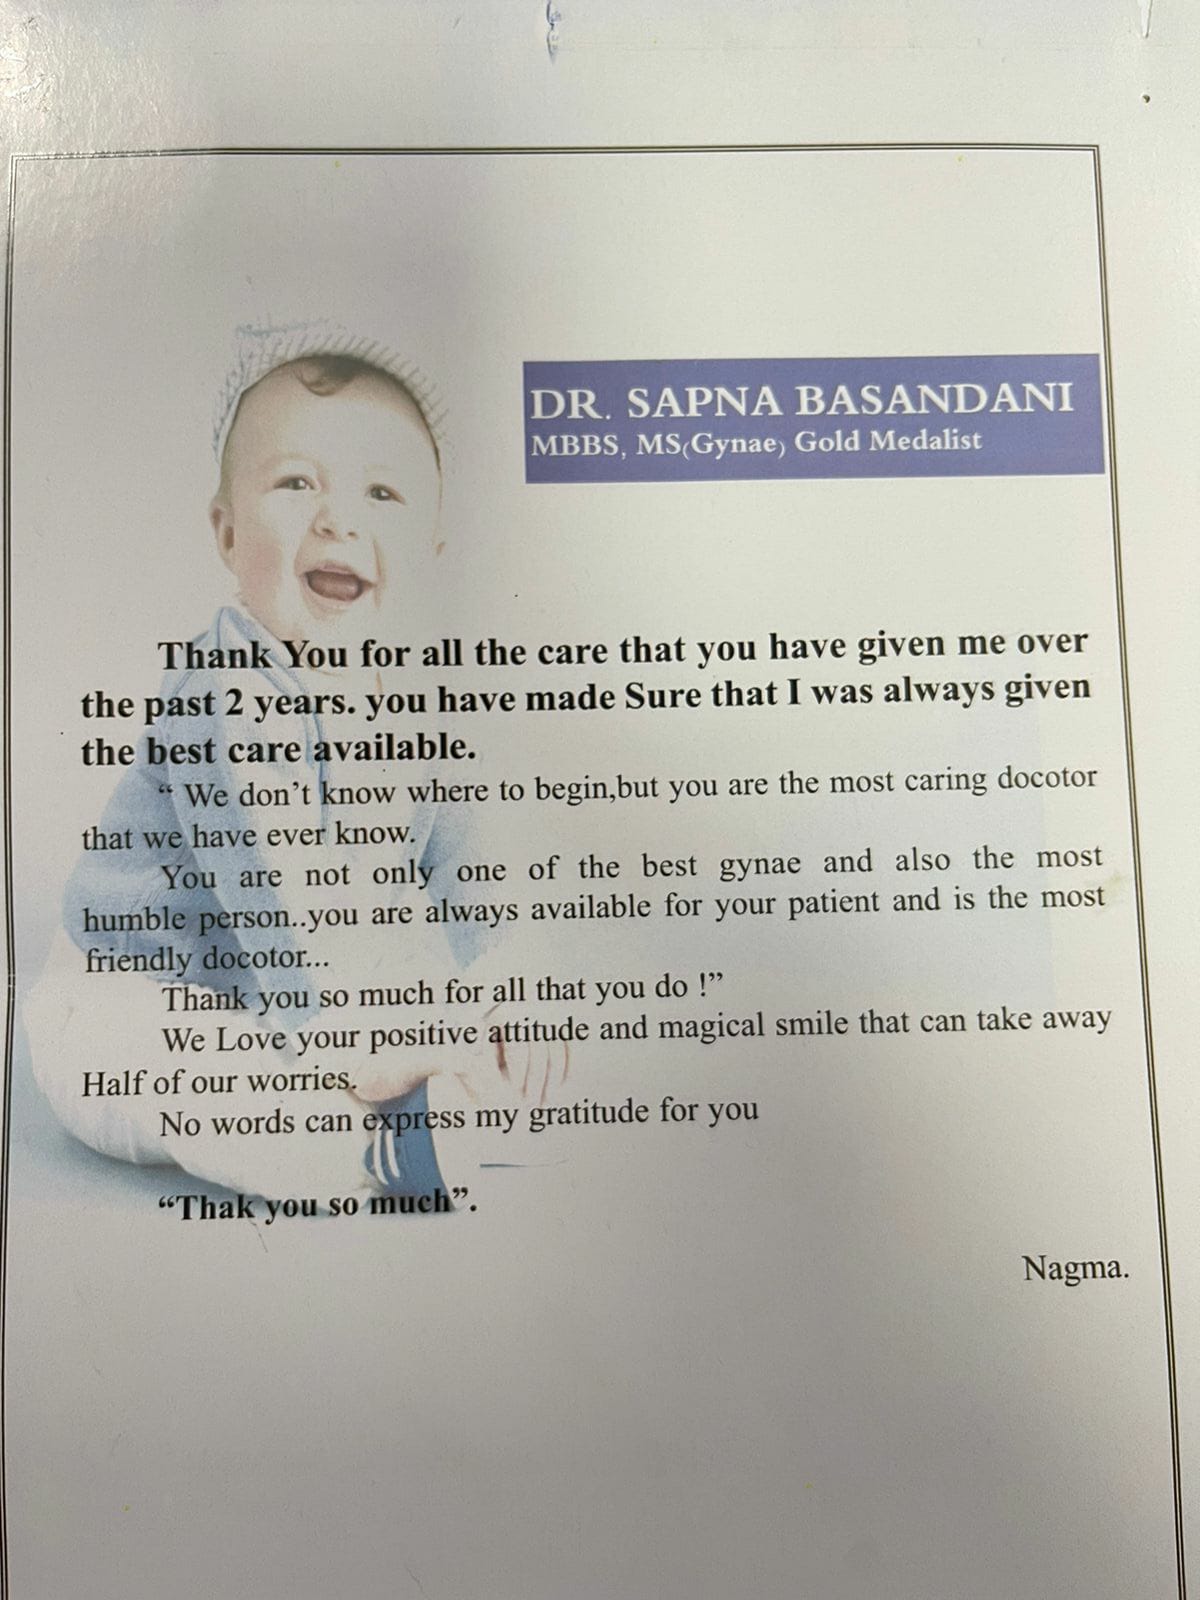 DR. SAPNA BASANDANI
MBBS, MS(Gynae) Gold Medalist
Thank You for all the care that you have given me over
the past 2 years. you have made Sure that I was always given
the best care available.
“ We don’t know where to begin,but you are the most caring docotor
that we have ever know.
You are not only one of the best gynae and also the most
humble person..you are always available for your patient and is the most
friendly docotor...
Thank you so much for all that you do !”
We Love your positive attitude and magical smile that can take away
Half of our worries.
No words can express my gratitude for you
“Thak you so much”.
Nagma.